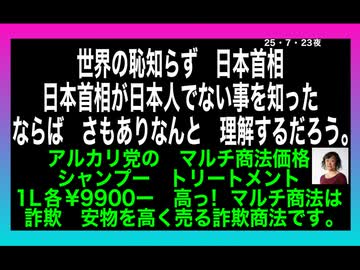 25・7・23夜
世界の恥知らず　日本首相
日本首相が日本人でない事を知った
ならば　さもありなんと　理解するだろう。
アルカリ党の　マルチ商法価格
シャンプー　トリートメント
1L各￥9900ー　高っ！マルチ商法は
詐欺　安物を高く売る詐欺商法です。